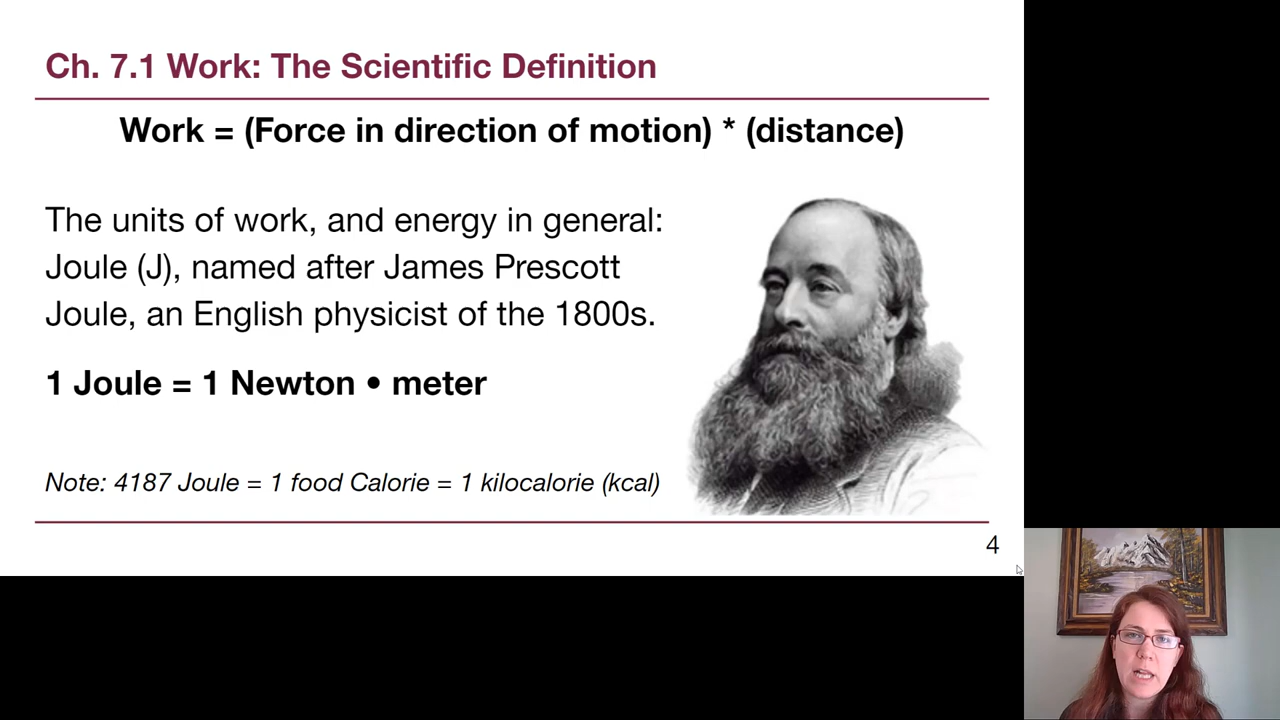 Ch. 7.1 Work: The Scientific Definition
Work = (Force in direction of motion) * (distance)
The units of work, and energy in general:
Joule (J), named after James Prescott
Joule, an English physicist of the 1800s.
1 Joule = 1 Newton • meter
Note: 4187 Joule = 1 food Calorie = 1 kilocalorie (kcal)
4